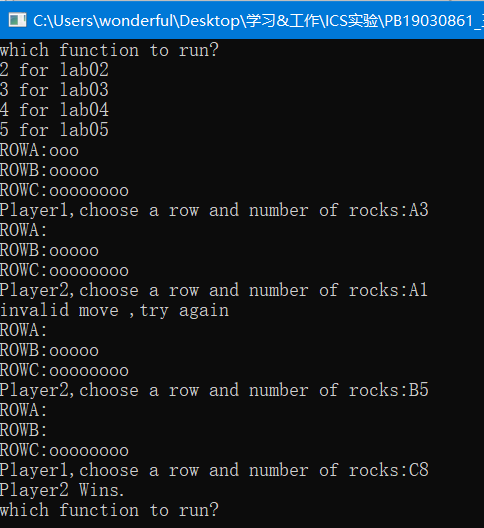 C:\Users\wonderful\Desktop\学习&工作\ICS实验\PB19030861_
which function to run?
2 for lab02
3 for lab03
4 for lab04
5 for lab05
ROWA:ooo
ROWB:ooooo
ROWC:oooooooo
Player1,choose a row and number of rocks:A3
ROWA:
ROWB:ooooo
ROWC:oooooooo
Player2,choose a row and number of rocks:A1
invalid move ,try again
ROWA:
ROWB:ooooo
ROWC:oooooooo
Player2,choose a row and number of rocks:B5
ROWA:
ROWB:
ROWC:oooooooo
Player1,choose a row and number of rocks:C8
Player2 Wins.
which function to run?